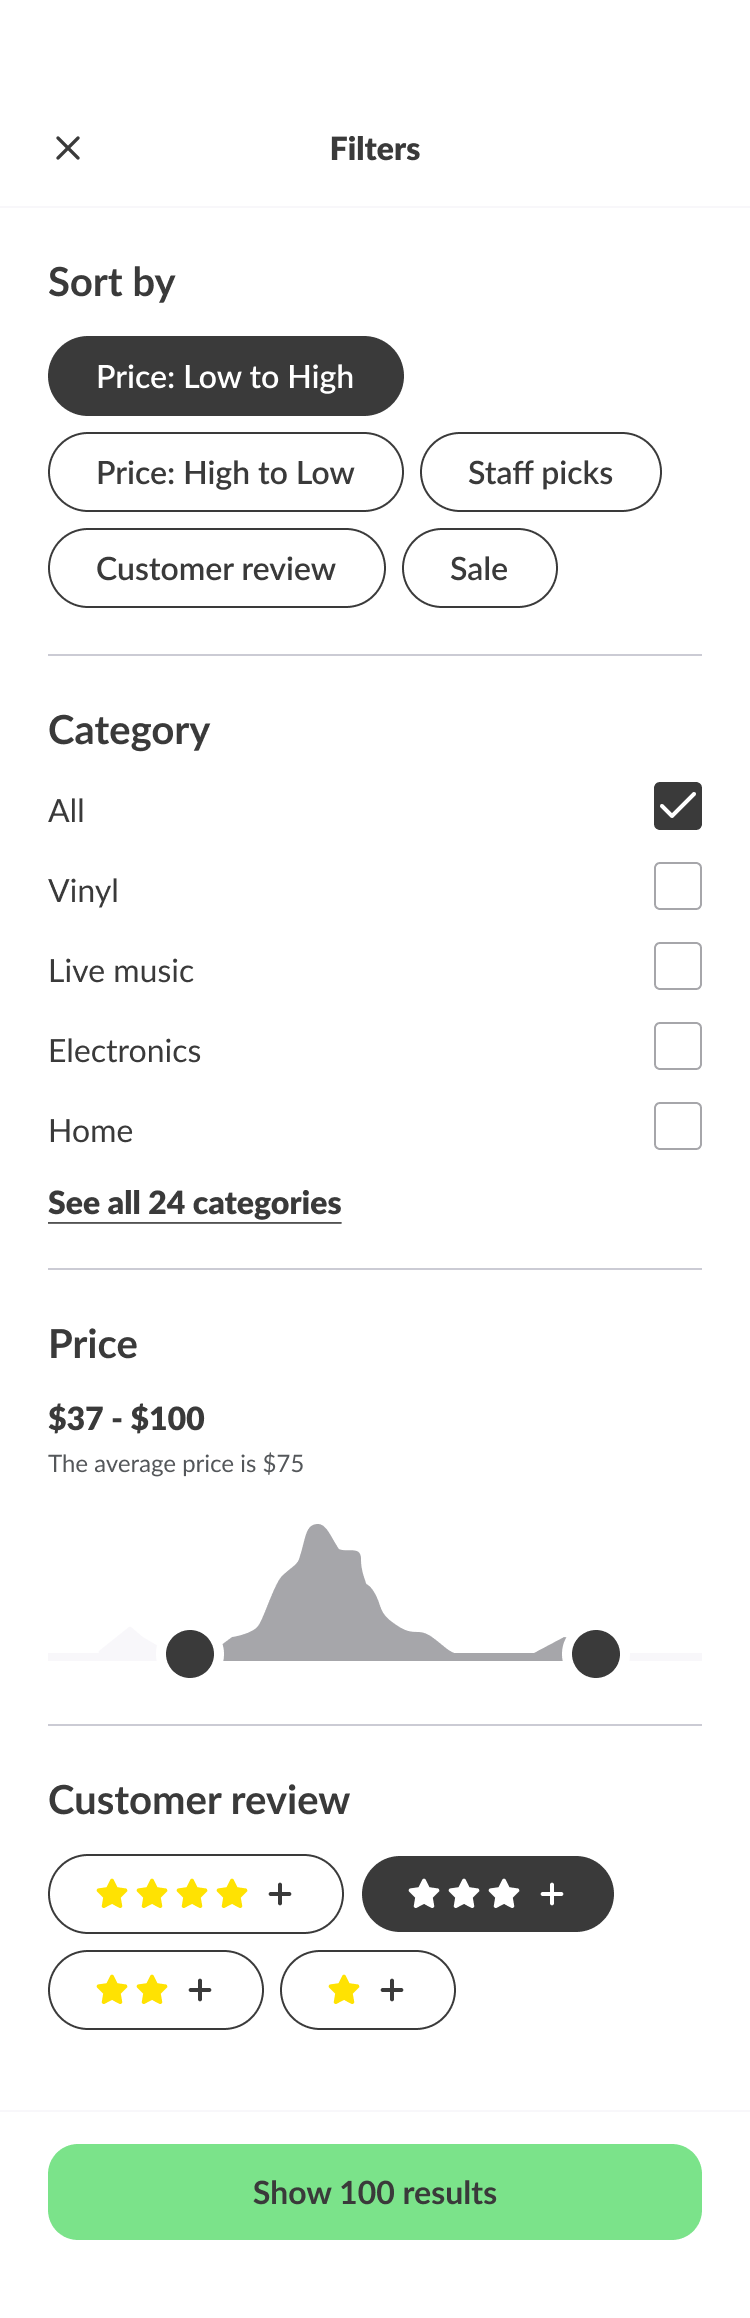 Filters
Sort by
Price: Low to High
Price: High to Low
Staff picks
Customer review
Sale
Category
All
Vinyl
Live music
Electronics
Home
See all 24 categories
Price
$37 - $100
The average price is $75
Customer review
+
+
+
+
Show 100 results